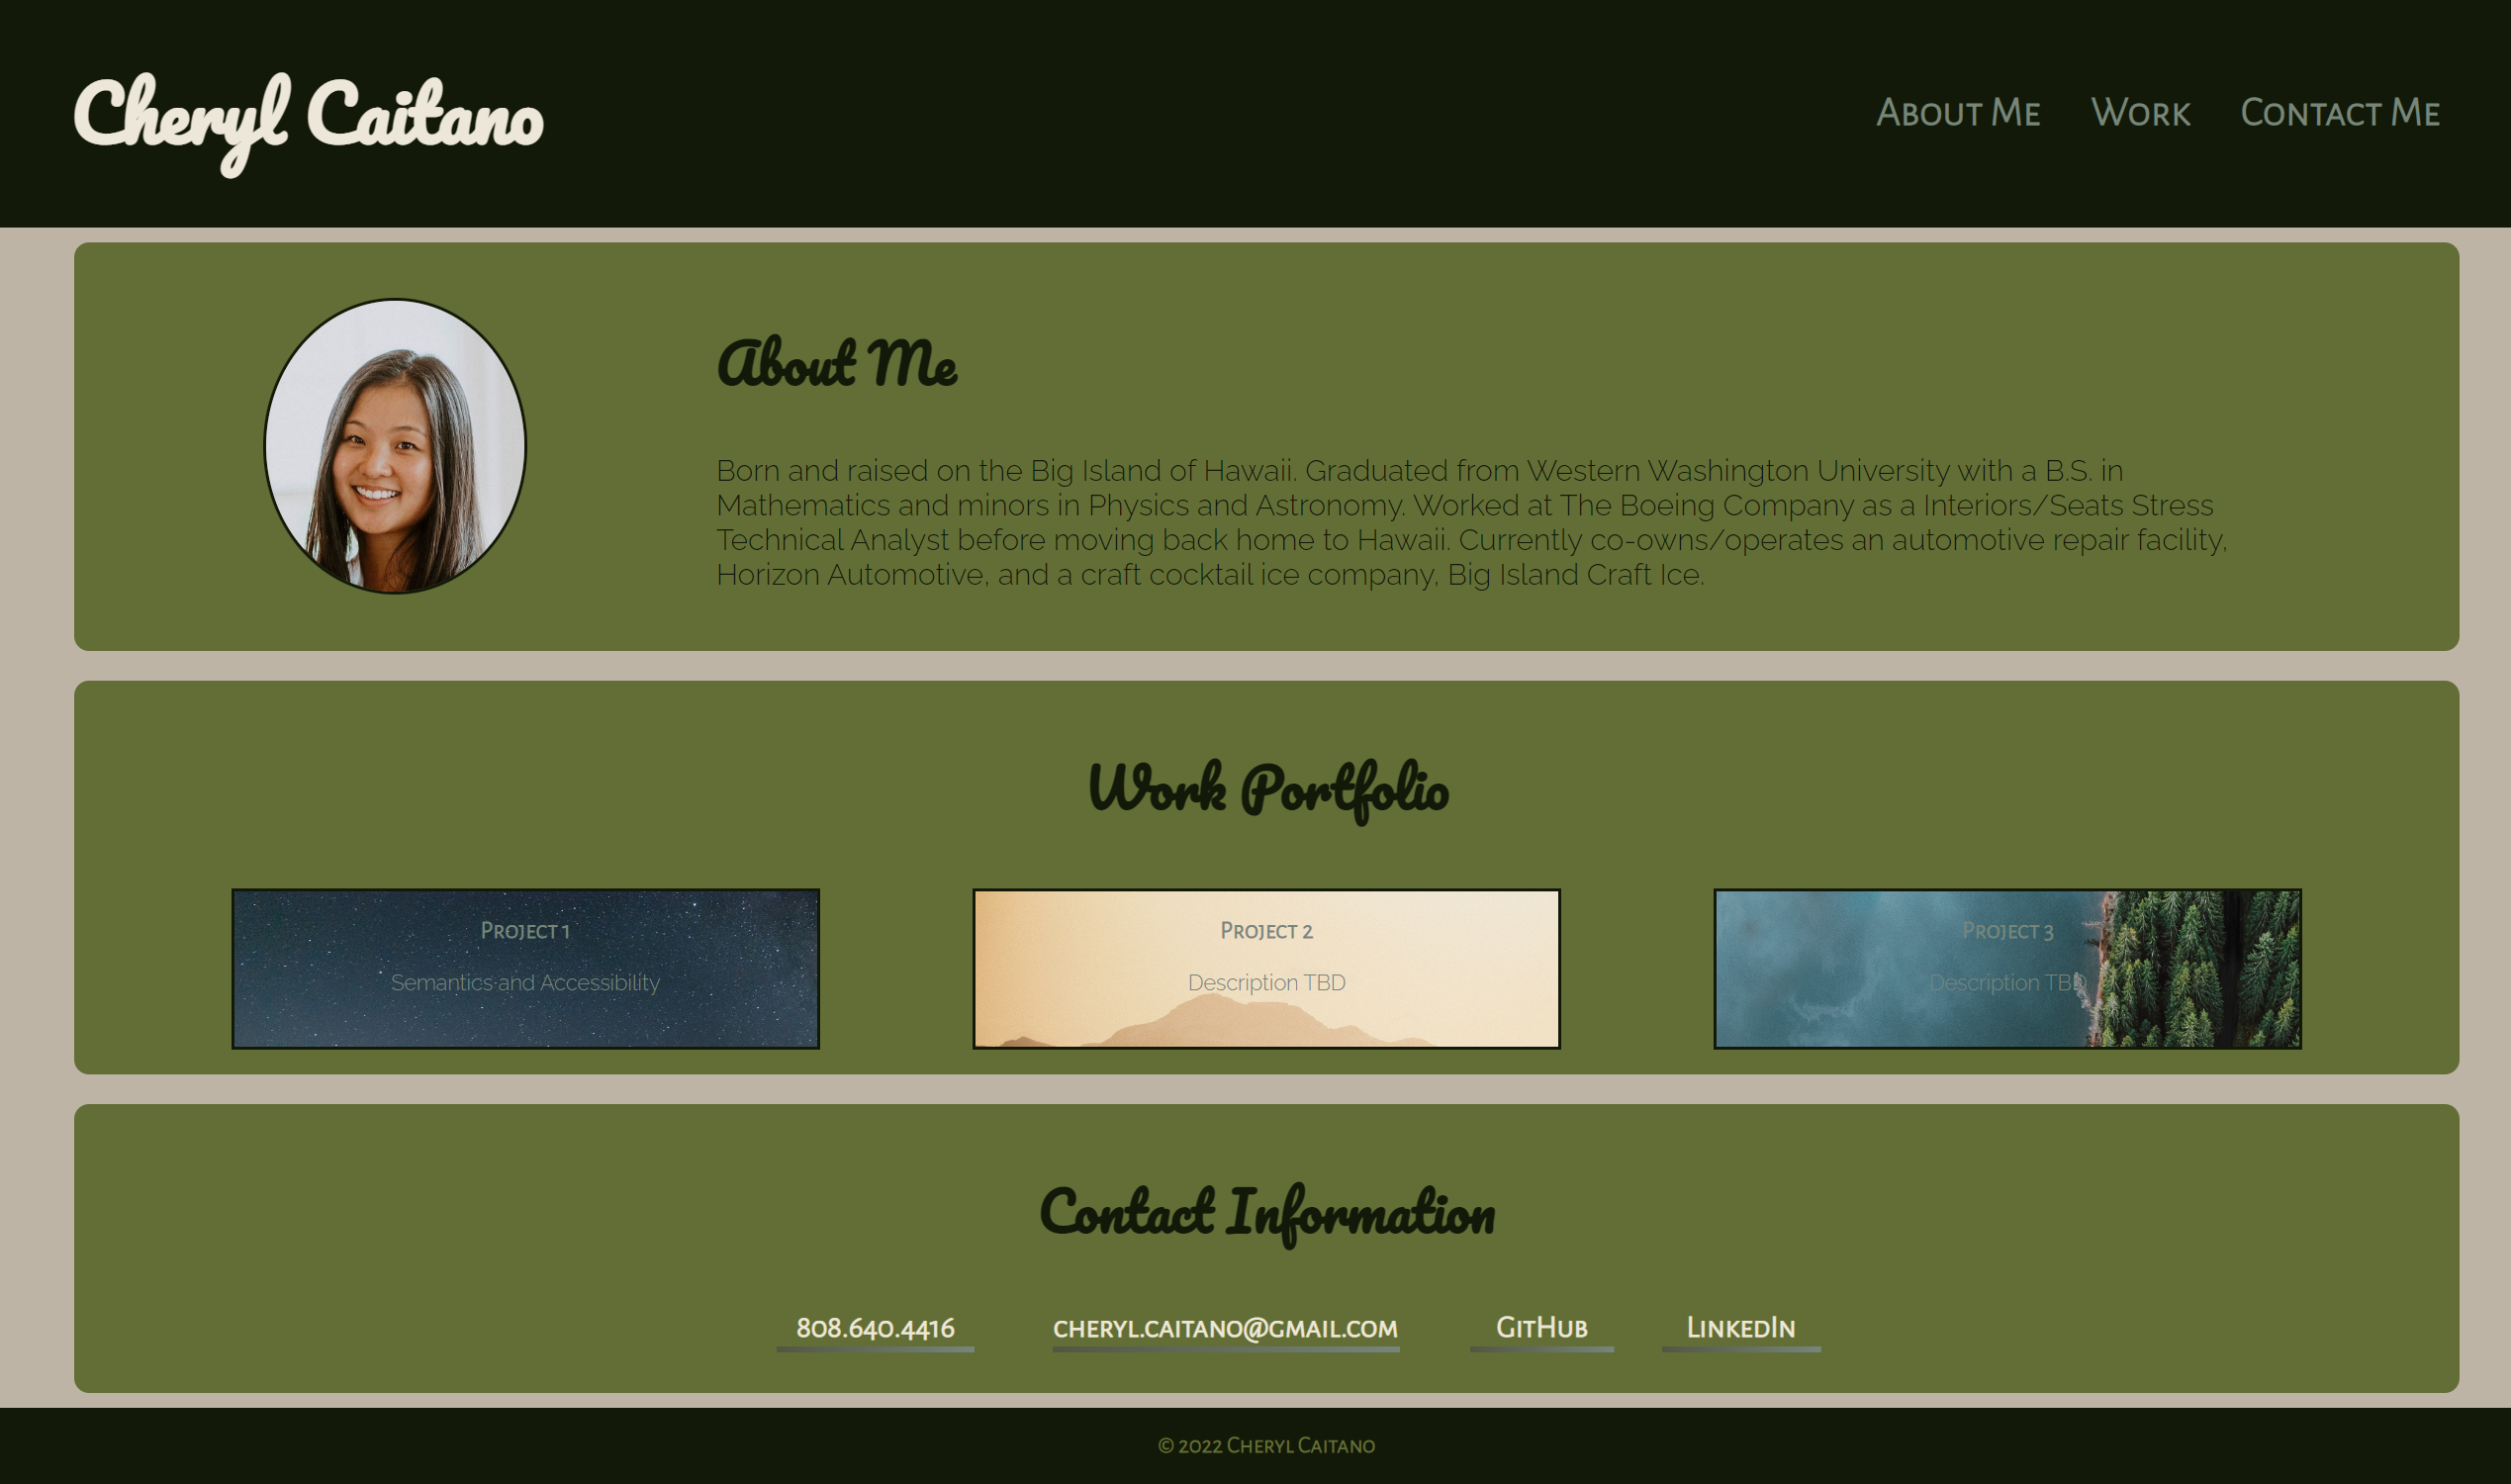 Cheryl Caitano
About Me Work Contact Me
About Me
Born and raised on the Big Island of Hawaii. Graduated from Western Washington University with a B.S. in
Mathematics and minors in Physics and Astronomy. Worked at The Boeing Company as a Interiors/Seats Stress
Technical Analyst before moving back home to Hawaii. Currently co-owns/operates an automotive repair facility,
Horizon Automotive, and a craft cocktail ice company, Big Island Craft Ice.
Work Portfolio
Project 1
Semantics and Accessibility
Project 2
Description TBD
Project 3
Description TBD
Contact Information
808.640.4416 cheryl.caitano@gmail.com GitHub LinkedIn
© 2022 Cheryl Caitano